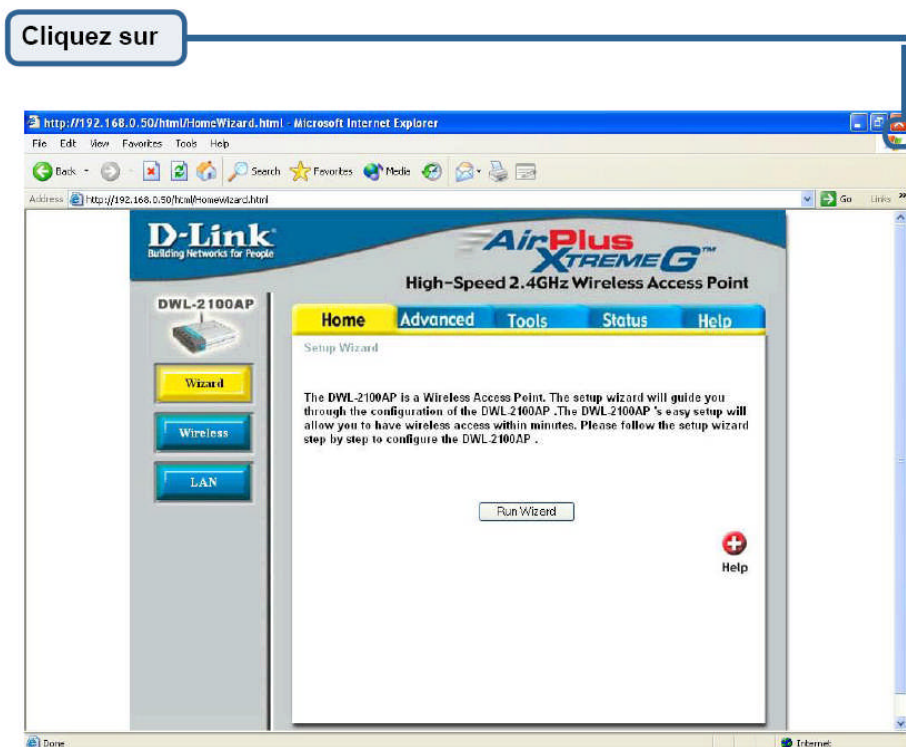 Cliquez sur
http://192.168.0.50/html/HomeWizard.html - Microsoft Internet Explorer
File Edit View Favorites Tools Help
Back Search Favorites Media
Address http://192.168.0.50/html/HomeWizard.html Go Links »
D-Link
Building Networks for People
AirPlus
XTREME G™
High-Speed 2.4GHz Wireless Access Point
DWL-2100AP
Home Advanced Tools Status Help
Setup Wizard
Wizard
The DWL-2100AP is a Wireless Access Point. The setup wizard will guide you
through the configuration of the DWL-2100AP .The DWL-2100AP 's easy setup will
allow you to have wireless access within minutes. Please follow the setup wizard
step by step to configure the DWL-2100AP .
Wireless
LAN
Run Wizard
Help
Done Internet